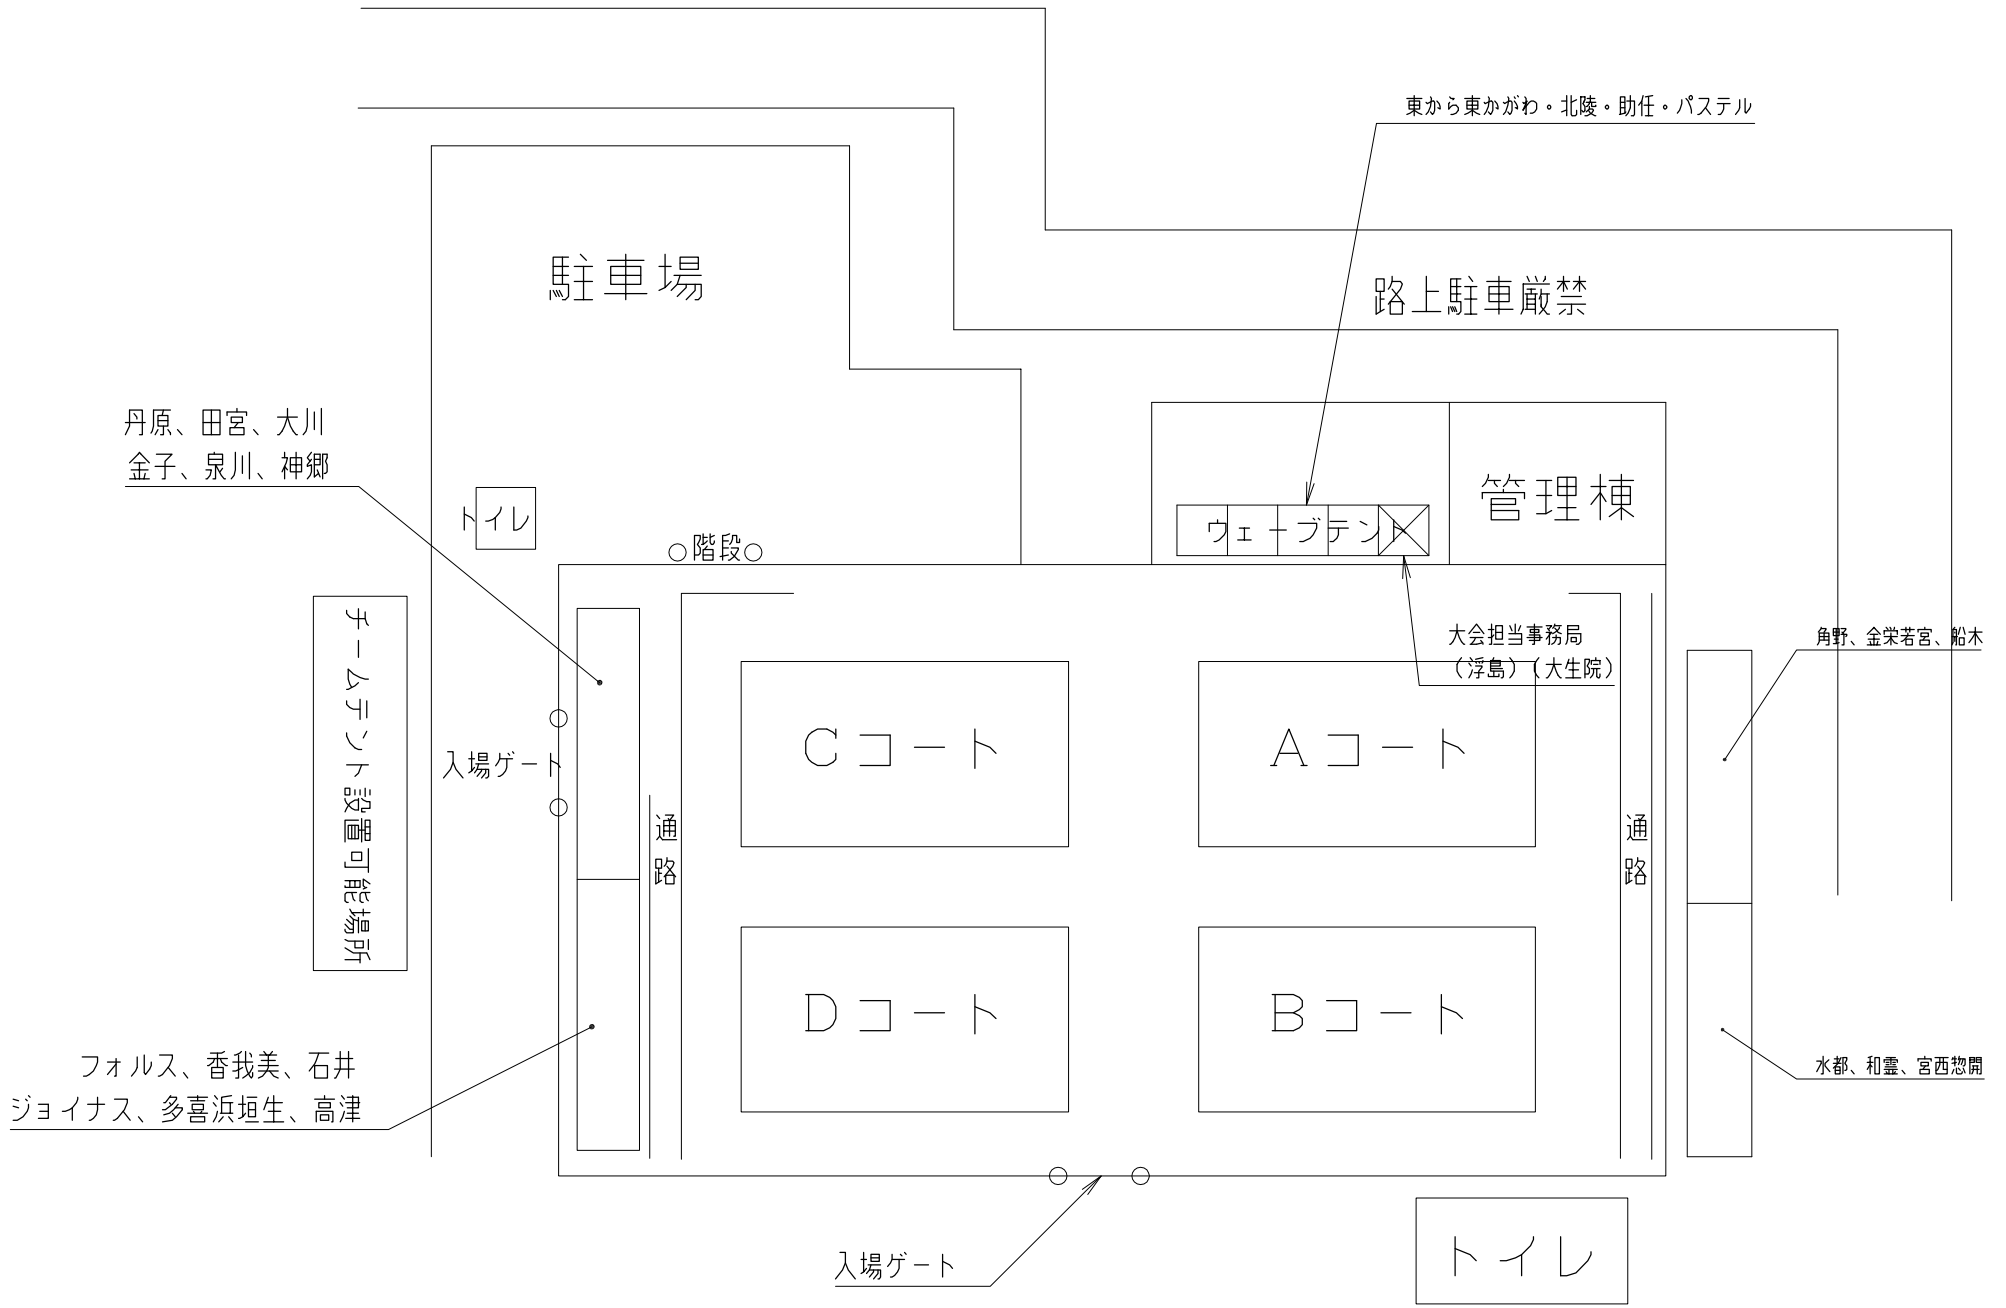 東から東かがわ・北陵・助任・パステル
駐車場
路上駐車厳禁
丹原、田宮、大川
金子、泉川、神郷
トイレ
管理棟
ウェーブテント
階段
チームテント設置可能場所
大会担当事務局
（浮島）（大生院）
角野、金栄若宮、船木
Cコート
Aコート
入場ゲート
通路
通路
Dコート
Bコート
フォルス、香我美、石井
ジョイナス、多喜浜垣生、高津
水都、和霊、宮西惣開
入場ゲート
トイレ